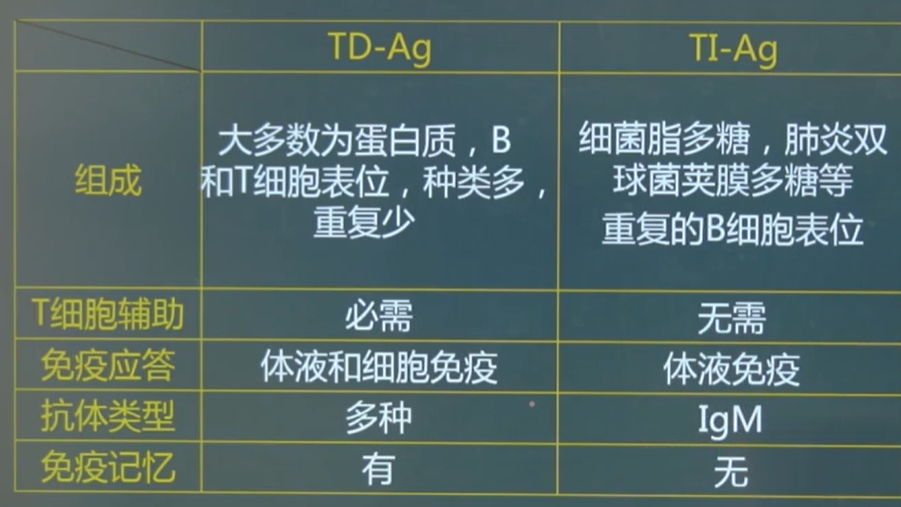 TD-Ag
TI-Ag
组成
大多数为蛋白质，B
和T细胞表位，种类多，
重复少
细菌脂多糖，肺炎双
球菌荚膜多糖等
重复的B细胞表位
T细胞辅助
必需
无需
免疫应答
体液和细胞免疫
体液免疫
抗体类型
多种
IgM
免疫记忆
有
无